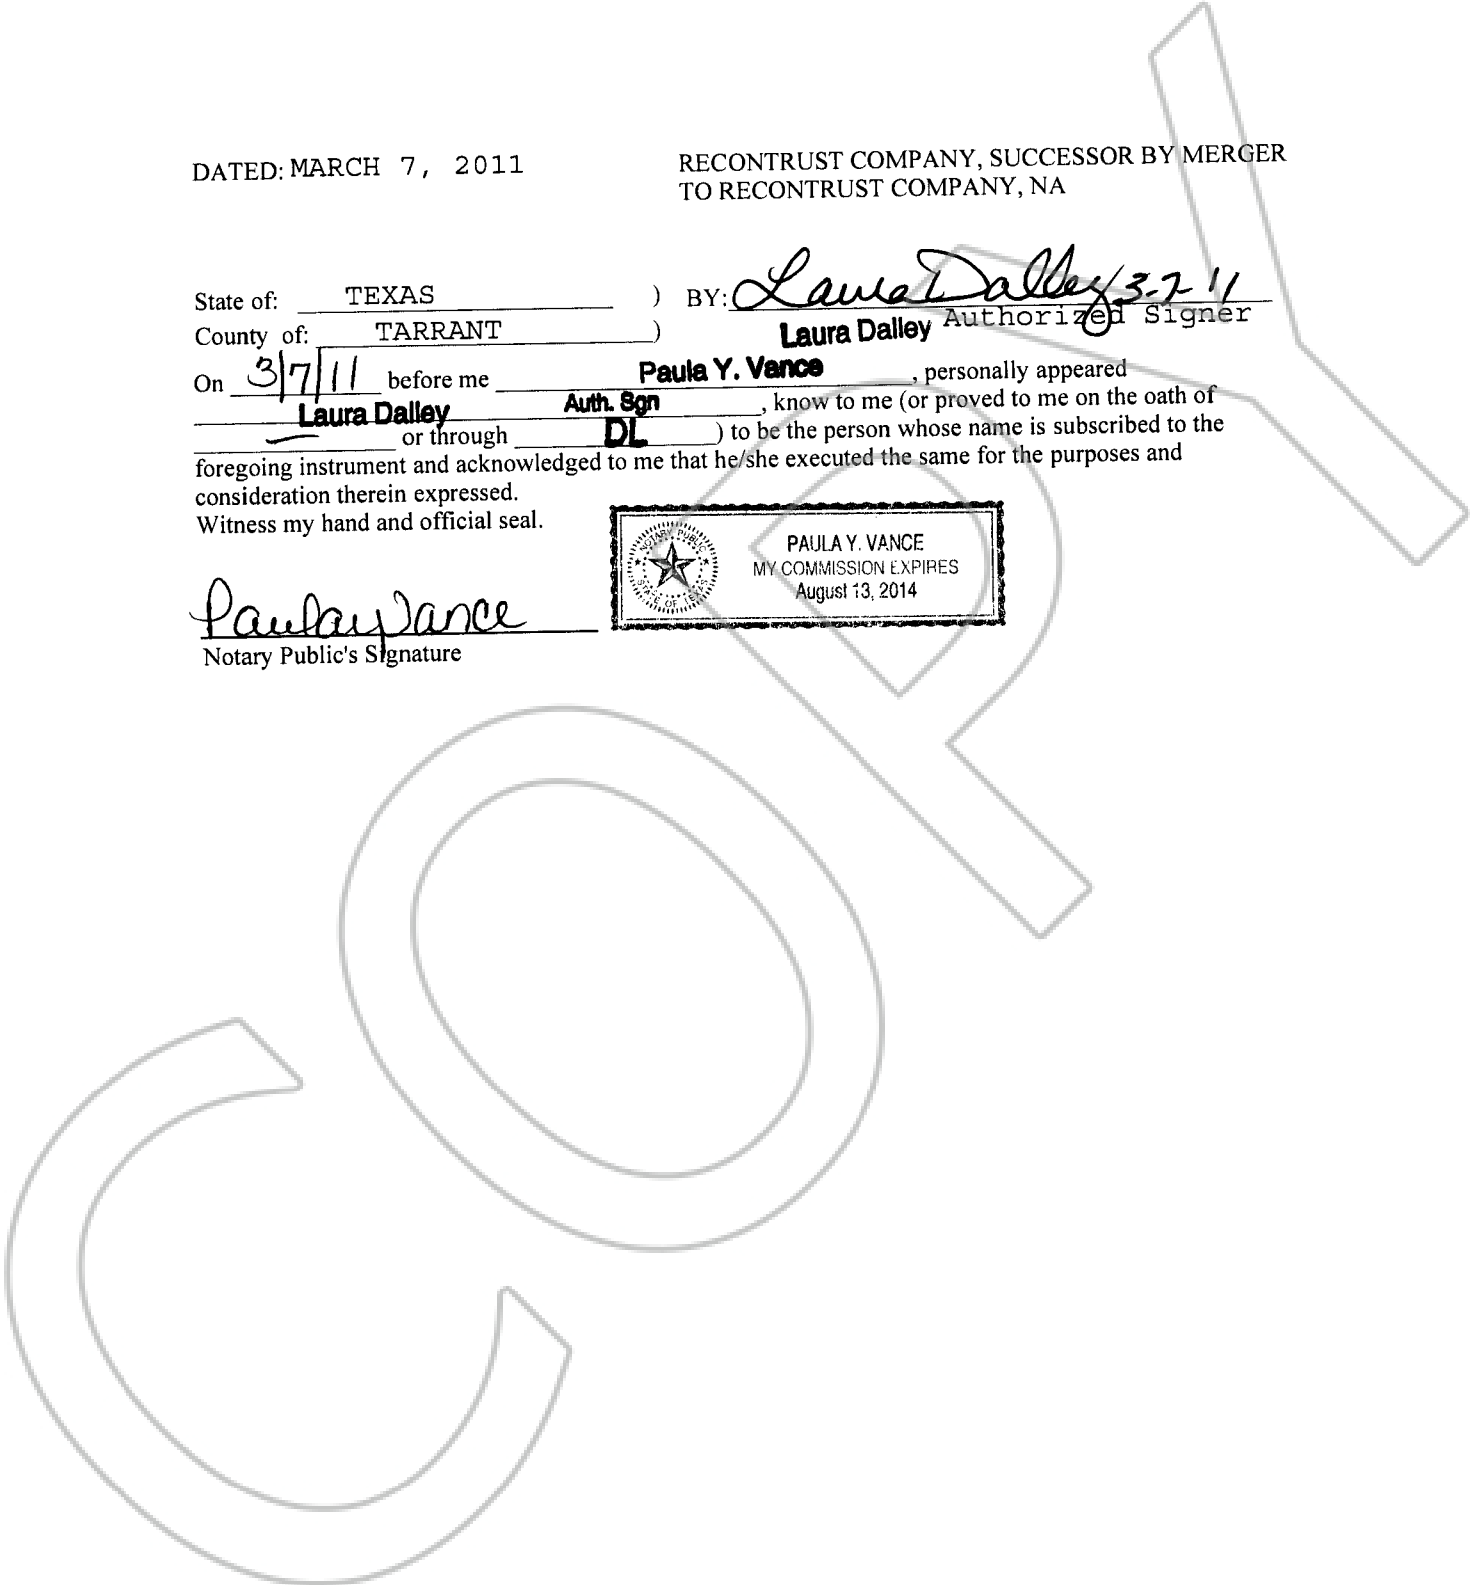 DATED: MARCH 7, 2011
RECONTRUST COMPANY, SUCCESSOR BY MERGER
TO RECONTRUST COMPANY, NA
State of: TEXAS )
BY: Laura Dalley 3-7-11
County of: TARRANT )
Laura Dalley Authorized Signer
On 3/7/11 before me Paula Y. Vance, personally appeared
Laura Dalley Auth. Sgn, know to me (or proved to me on the oath of
or through DL) to be the person whose name is subscribed to the
foregoing instrument and acknowledged to me that he/she executed the same for the purposes and
consideration therein expressed.
Witness my hand and official seal.
NOTARY PUBLIC
STATE OF TEXAS
PAULA Y. VANCE
MY COMMISSION EXPIRES
August 13, 2014
Paula Y Vance
Notary Public's Signature
COPY